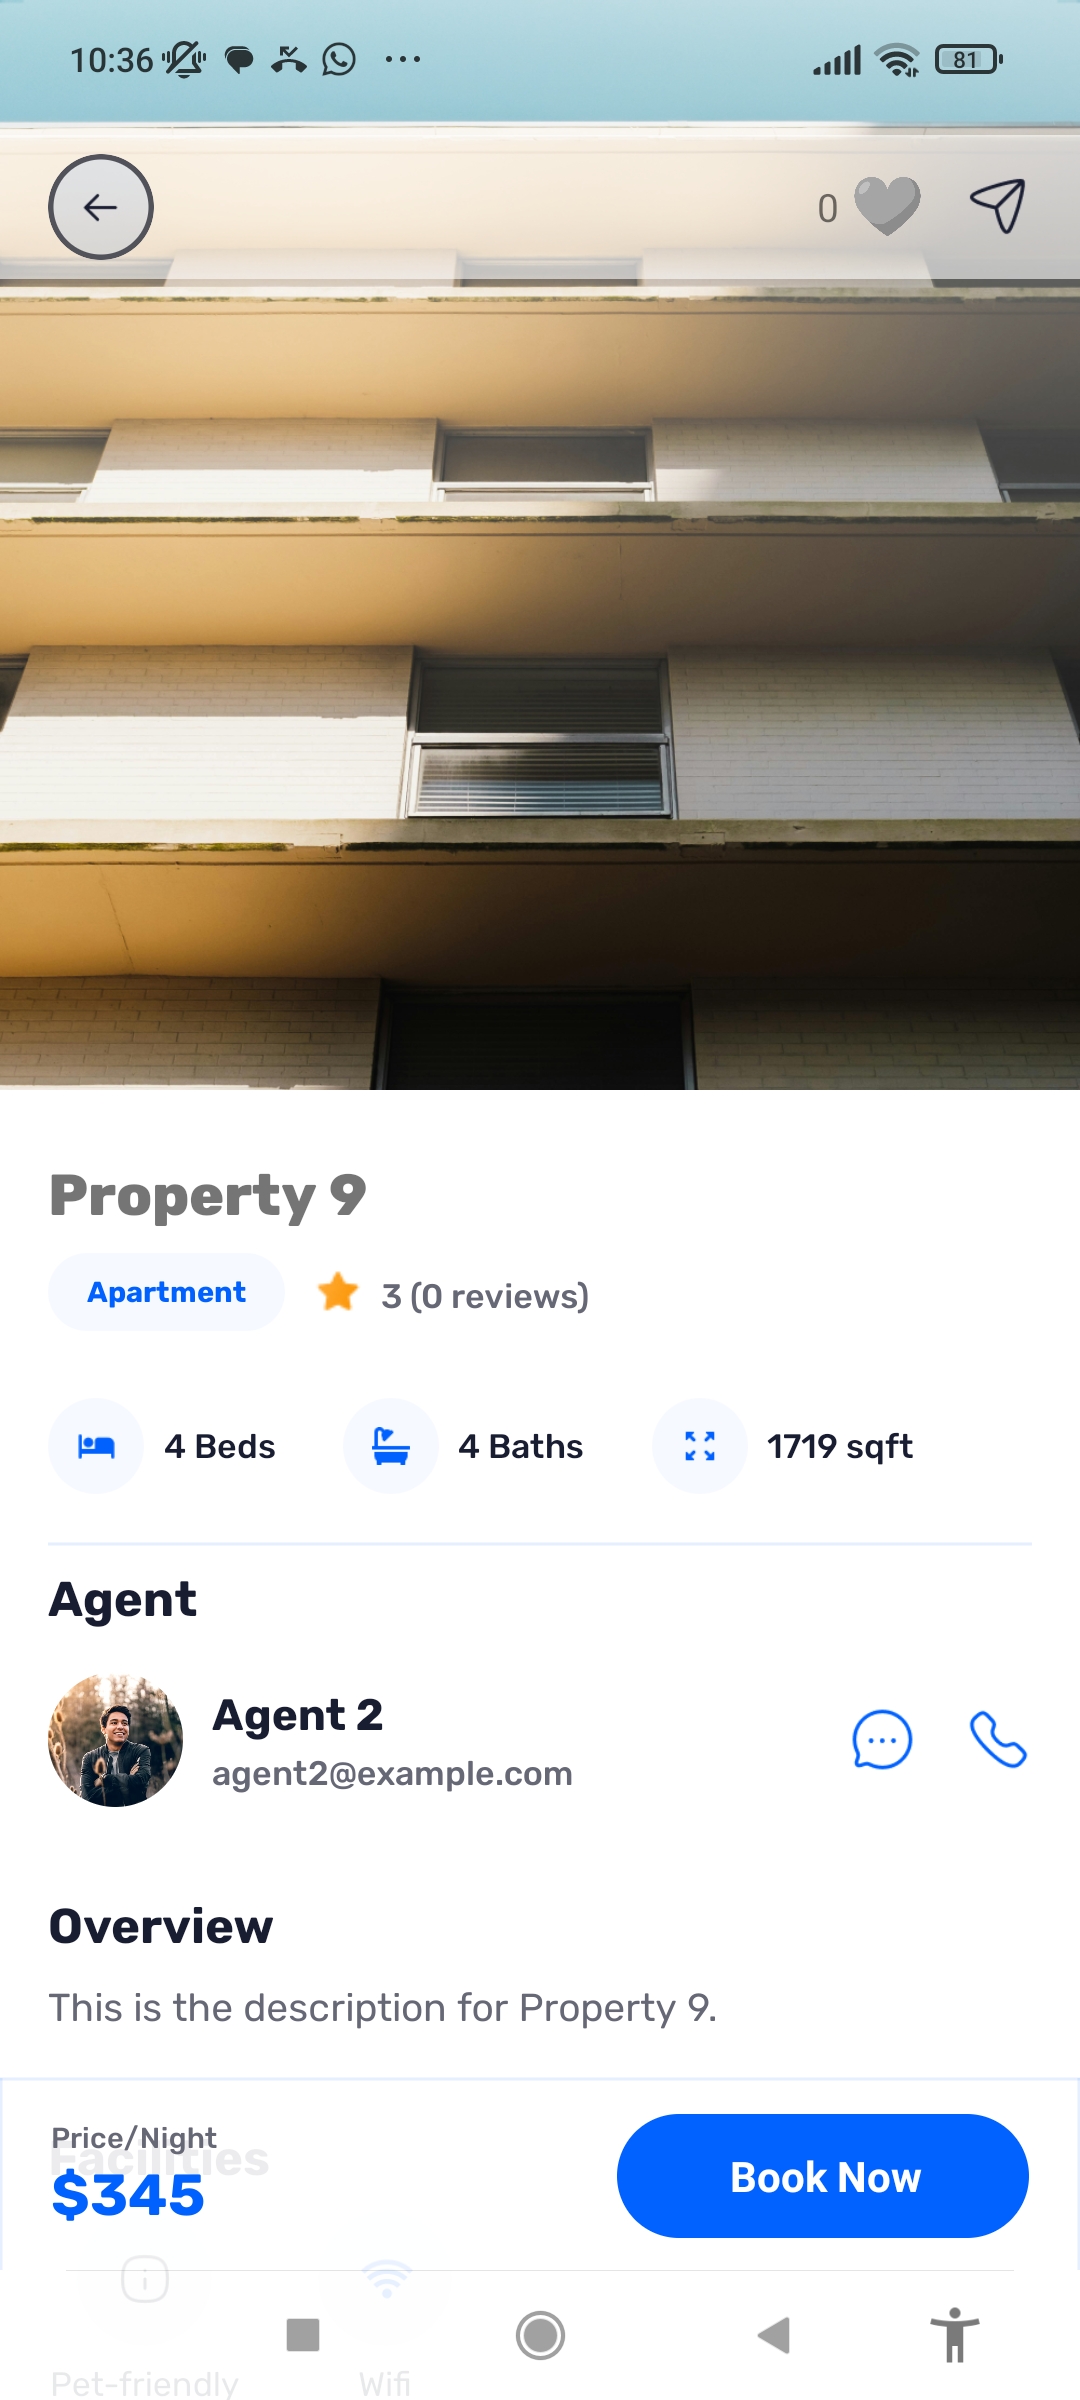 10:36
81
0
Property 9
Apartment
3 (0 reviews)
4 Beds
4 Baths
1719 sqft
Agent
Agent 2
agent2@example.com
Overview
This is the description for Property 9.
Price/Night
Facilities
$345
Book Now
Pet-friendly
Wifi